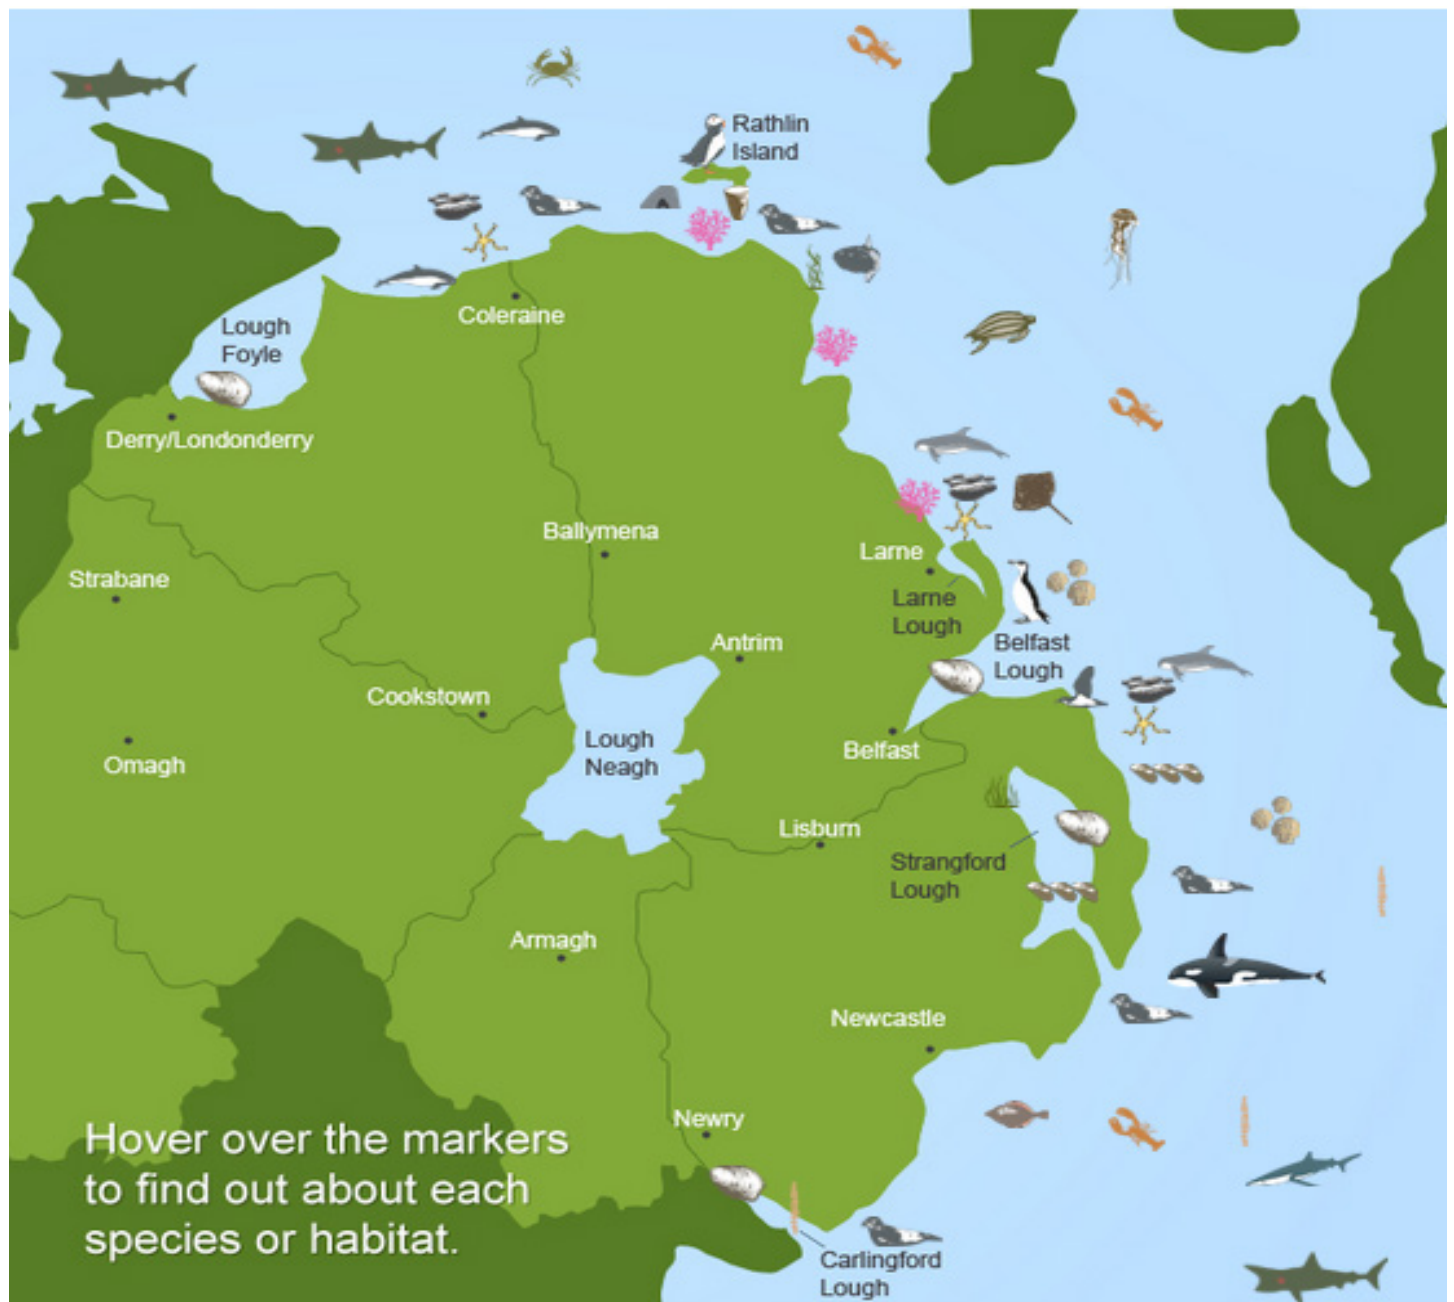 Rathlin
Island
Coleraine
Lough
Foyle
Derry/Londonderry
Ballymena
Larne
Strabane
Larne
Lough
Antrim
Belfast
Lough
Cookstown
Lough
Neagh
Belfast
Omagh
Lisburn
Strangford
Lough
Armagh
Newcastle
Newry
Hover over the markers
to find out about each
species or habitat.
Carlingford
Lough